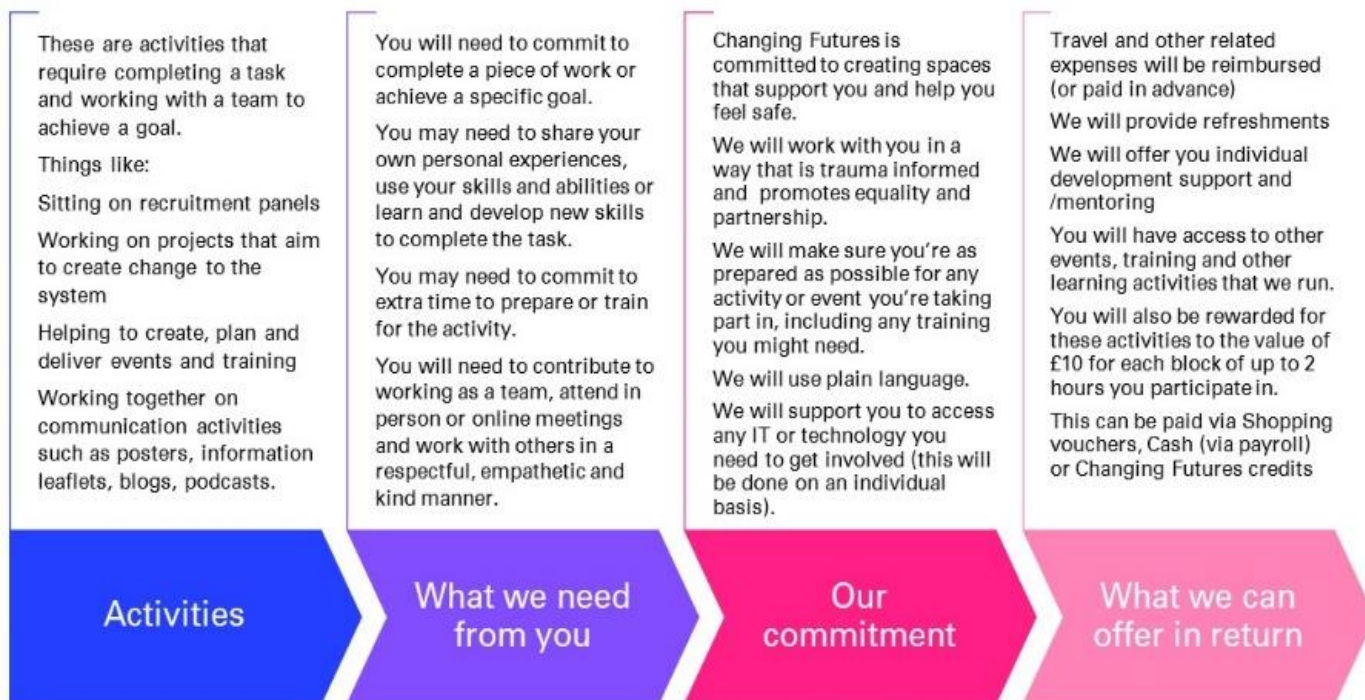 These are activities that
require completing a task
and working with a team to
achieve a goal.
Things like:
Sitting on recruitment panels
Working on projects that aim
to create change to the
system
Helping to create, plan and
deliver events and training
Working together on
communication activities
such as posters, information
leaflets, blogs, podcasts.
Activities
You will need to commit to
complete a piece of work or
achieve a specific goal.
You may need to share your
own personal experiences,
use your skills and abilities or
learn and develop new skills
to complete the task.
You may need to commit to
extra time to prepare or train
for the activity.
You will need to contribute to
working as a team, attend in
person or online meetings
and work with others in a
respectful, empathetic and
kind manner.
What we need
from you
Changing Futures is
committed to creating spaces
that support you and help you
feel safe.
We will work with you in a
way that is trauma informed
and promotes equality and
partnership.
We will make sure you're as
prepared as possible for any
activity or event you're taking
part in, including any training
you might need.
We will use plain language.
We will support you to access
any IT or technology you
need to get involved (this will
be done on an individual
basis).
Our
commitment
Travel and other related
expenses will be reimbursed
(or paid in advance)
We will provide refreshments
We will offer you individual
development support and
/mentoring
You will have access to other
events, training and other
learning activities that we run.
You will also be rewarded for
these activities to the value of
£10 for each block of up to 2
hours you participate in.
This can be paid via Shopping
vouchers, Cash (via payroll)
or Changing Futures credits
What we can
offer in return